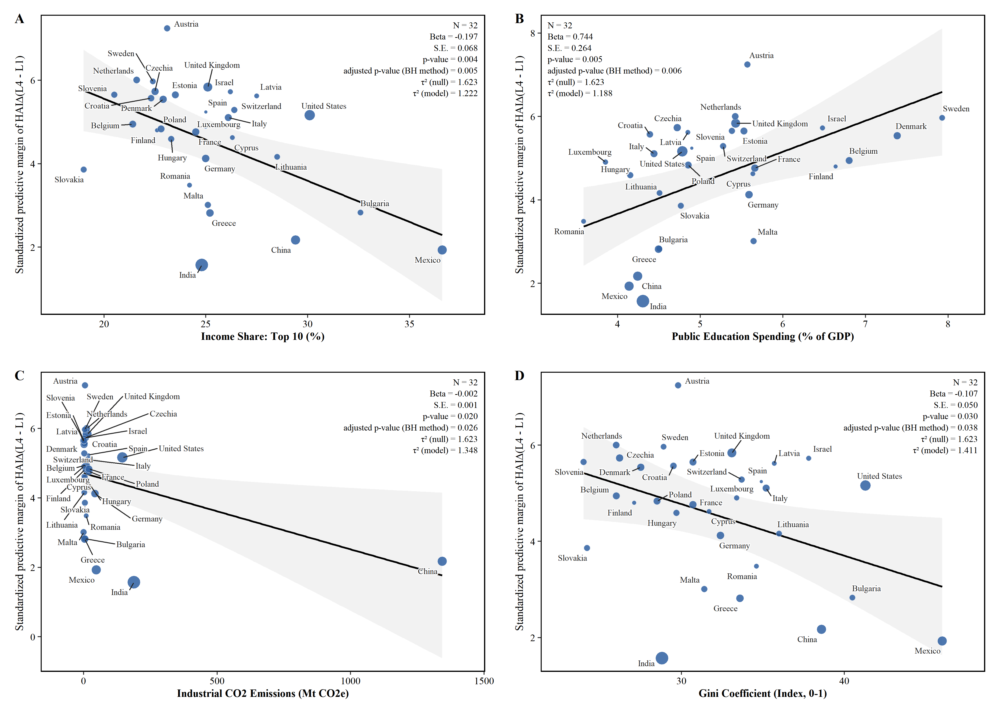 A
Standardized predictive margin of HAIΔ(L4 - L1)
6
4
2
N = 32
Beta = -0.197
S.E. = 0.068
p-value = 0.004
adjusted p-value (BH method) = 0.005
τ² (null) = 1.623
τ² (model) = 1.222
Austria
Sweden
Czechia
United Kingdom
Netherlands
Estonia
Israel
Latvia
Slovenia
Croatia
Denmark
Spain
Switzerland
United States
Belgium
Poland
Luxembourg
Italy
Finland
France
Cyprus
Hungary
Germany
Lithuania
Slovakia
Romania
Malta
Bulgaria
Greece
China
Mexico
India
20
25
30
35
Income Share: Top 10 (%)
B
Standardized predictive margin of HAIΔ(L4 - L1)
8
6
4
2
N = 32
Beta = 0.744
S.E. = 0.264
p-value = 0.005
adjusted p-value (BH method) = 0.006
τ² (null) = 1.623
τ² (model) = 1.188
Austria
Netherlands
Sweden
Czechia
Israel
Croatia
United Kingdom
Denmark
Latvia
Slovenia
Estonia
Italy
Luxembourg
Spain
Switzerland
France
Belgium
United States
Hungary
Poland
Cyprus
Finland
Lithuania
Germany
Slovakia
Romania
Malta
Bulgaria
Greece
China
Mexico
India
4
5
6
7
8
Public Education Spending (% of GDP)
C
Standardized predictive margin of HAIΔ(L4 - L1)
6
4
2
0
N = 32
Beta = -0.002
S.E. = 0.001
p-value = 0.020
adjusted p-value (BH method) = 0.026
τ² (null) = 1.623
τ² (model) = 1.348
Austria
Slovenia
Sweden
United Kingdom
Estonia
Netherlands
Czechia
Latvia
Israel
Croatia
Denmark
Spain
United States
Switzerland
Belgium
Italy
Luxembourg
France
Cyprus
Poland
Finland
Hungary
Slovakia
Germany
Lithuania
Romania
Malta
Bulgaria
Greece
Mexico
India
China
0
500
1000
1500
Industrial CO2 Emissions (Mt CO2e)
D
Standardized predictive margin of HAIΔ(L4 - L1)
6
4
2
N = 32
Beta = -0.107
S.E. = 0.050
p-value = 0.030
adjusted p-value (BH method) = 0.038
τ² (null) = 1.623
τ² (model) = 1.411
Austria
Netherlands
Sweden
United Kingdom
Czechia
Estonia
Latvia
Israel
Slovenia
Denmark
Croatia
Switzerland
Spain
United States
Belgium
Poland
Luxembourg
Italy
Finland
France
Hungary
Cyprus
Lithuania
Germany
Slovakia
Romania
Malta
Bulgaria
Greece
China
Mexico
India
30
40
Gini Coefficient (Index, 0-1)